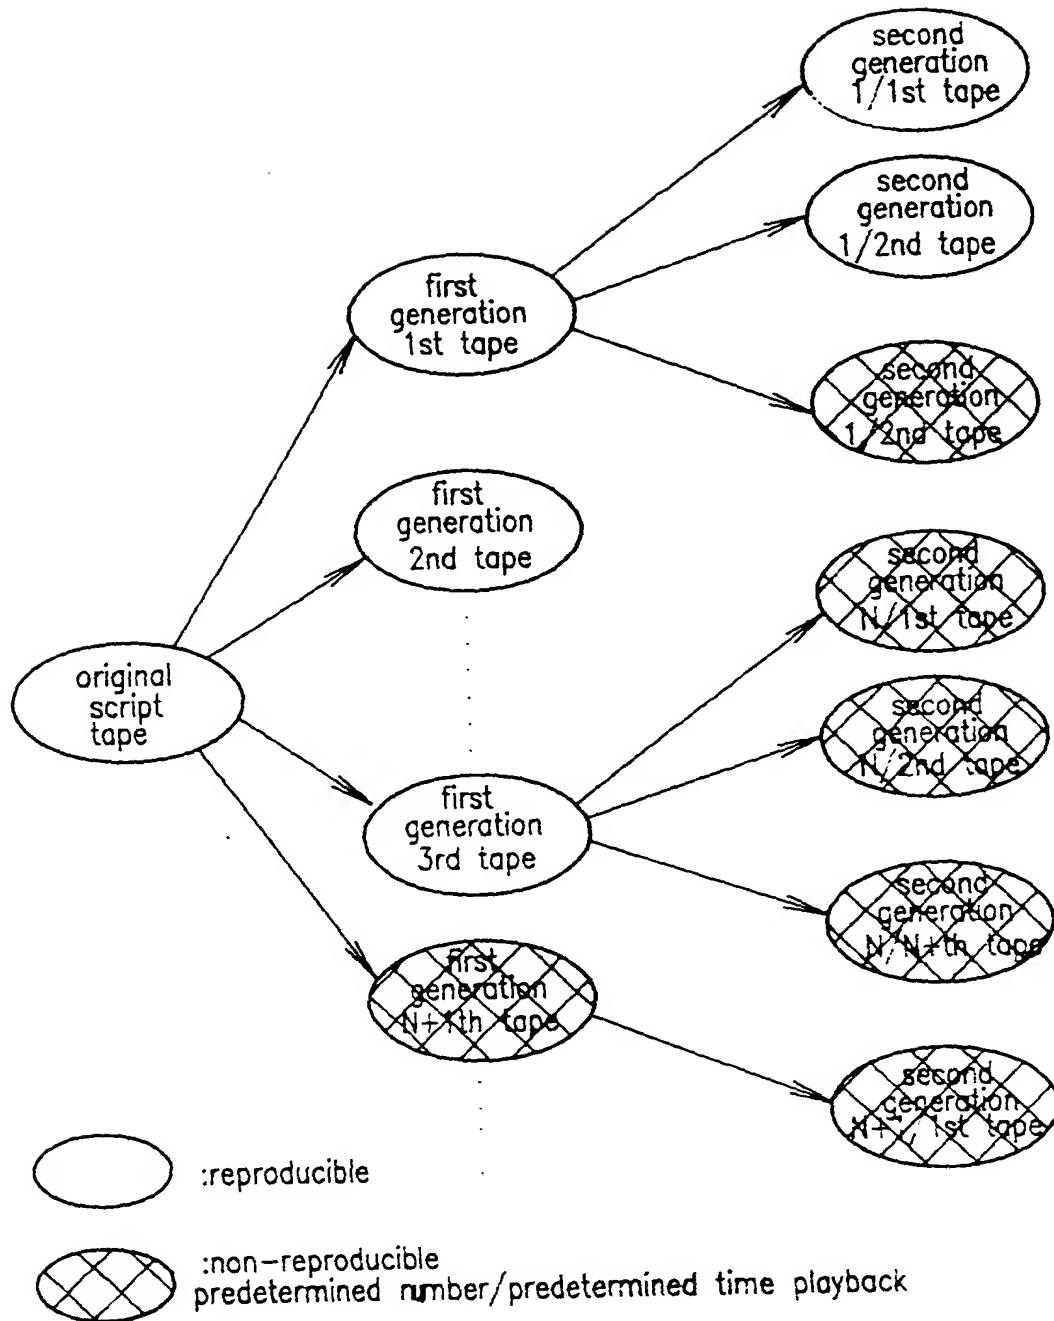 second
generation
1/1st tape
second
generation
1/2nd tape
first
generation
1st tape
second
generation
1/2nd tape
first
generation
2nd tape
second
generation
N/1st tape
original
script
tape
second
generation
N/2nd tape
first
generation
3rd tape
second
generation
N/N+th tape
first
generation
N+1th tape
second
generation
N+1/1st tape
:reproducible
:non-reproducible
predetermined number/predetermined time playback